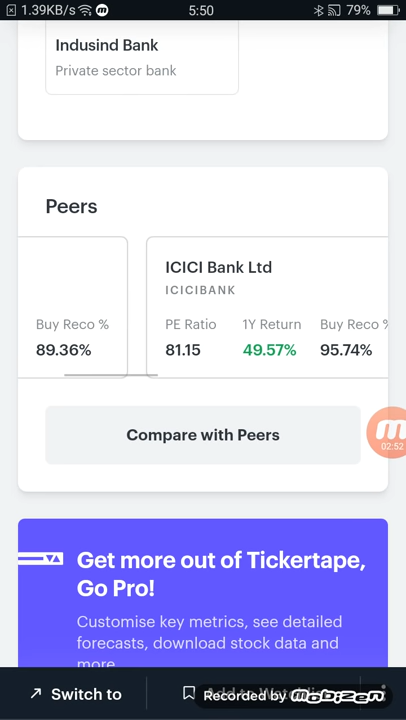 1.39KB/s
5:50
79%
Indusind Bank
Private sector bank
Peers
ICICI Bank Ltd
ICICIBANK
Buy Reco %
PE Ratio
1Y Return
Buy Reco %
89.36%
81.15
49.57%
95.74%
Compare with Peers
02:52
Get more out of Tickertape,
Go Pro!
Customise key metrics, see detailed
forecasts, download stock data and
more
Switch to
Recorded by mobizen